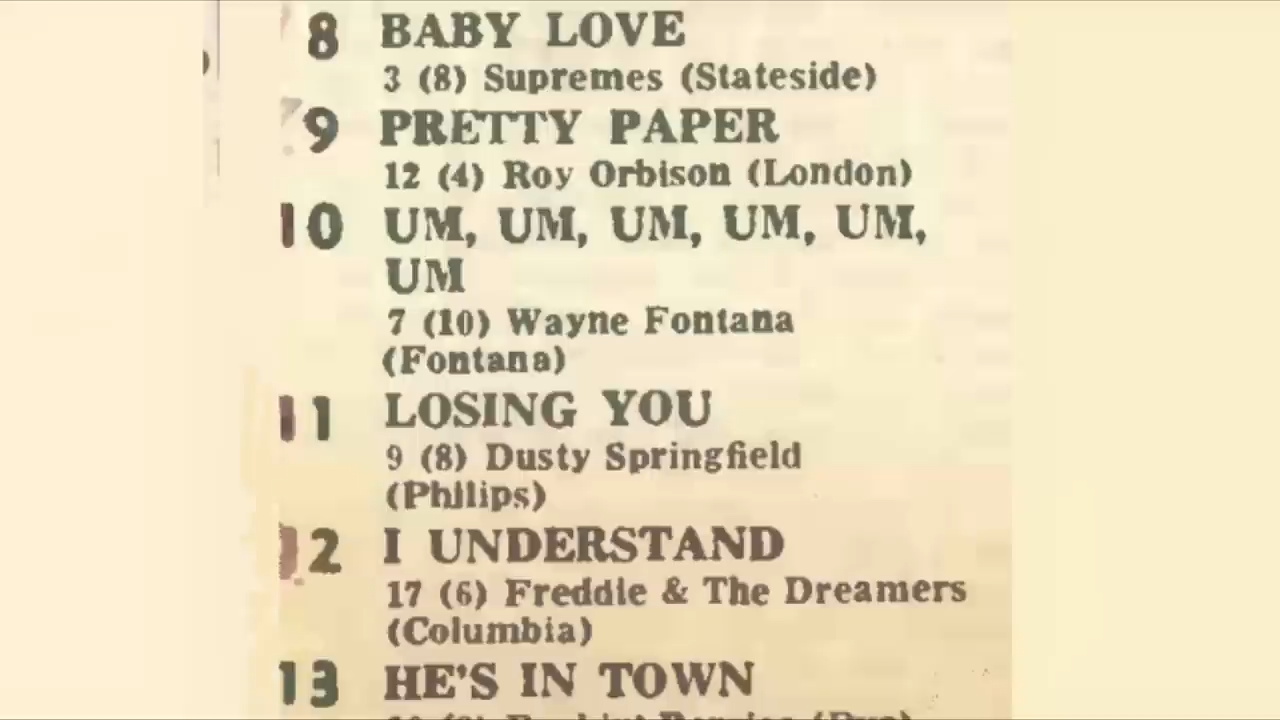 8 BABY LOVE
3 (8) Supremes (Stateside)
9 PRETTY PAPER
12 (4) Roy Orbison (London)
10 UM, UM, UM, UM, UM,
UM
7 (10) Wayne Fontana
(Fontana)
11 LOSING YOU
9 (8) Dusty Springfield
(Philips)
12 I UNDERSTAND
17 (6) Freddie & The Dreamers
(Columbia)
13 HE'S IN TOWN